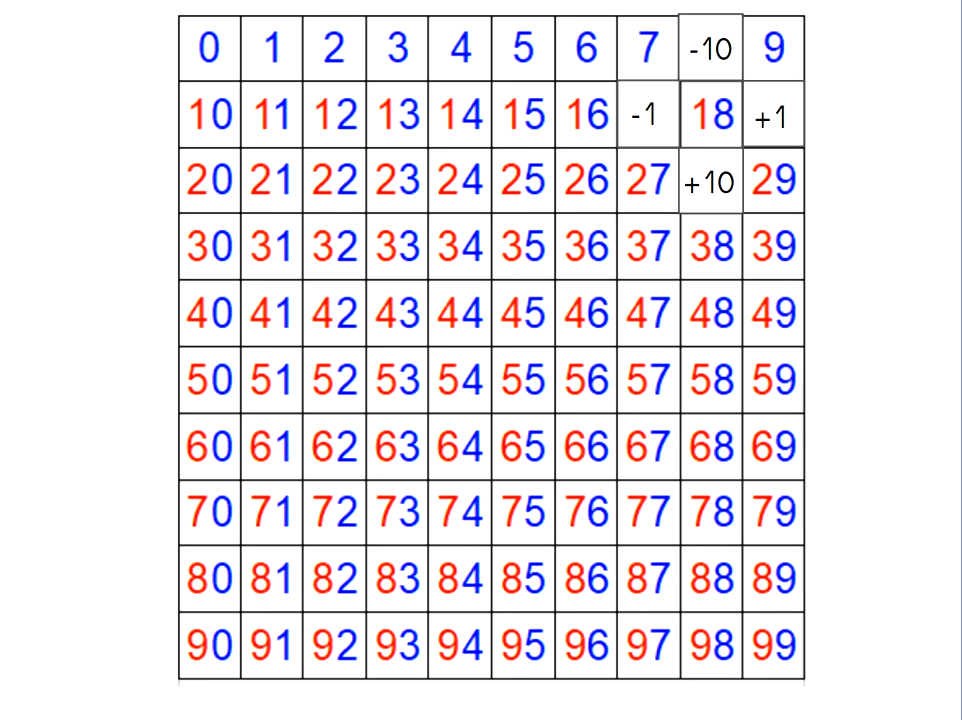 0 1 2 3 4 5 6 7 -10 9
10 11 12 13 14 15 16 -1 18 +1
20 21 22 23 24 25 26 27 +10 29
30 31 32 33 34 35 36 37 38 39
40 41 42 43 44 45 46 47 48 49
50 51 52 53 54 55 56 57 58 59
60 61 62 63 64 65 66 67 68 69
70 71 72 73 74 75 76 77 78 79
80 81 82 83 84 85 86 87 88 89
90 91 92 93 94 95 96 97 98 99